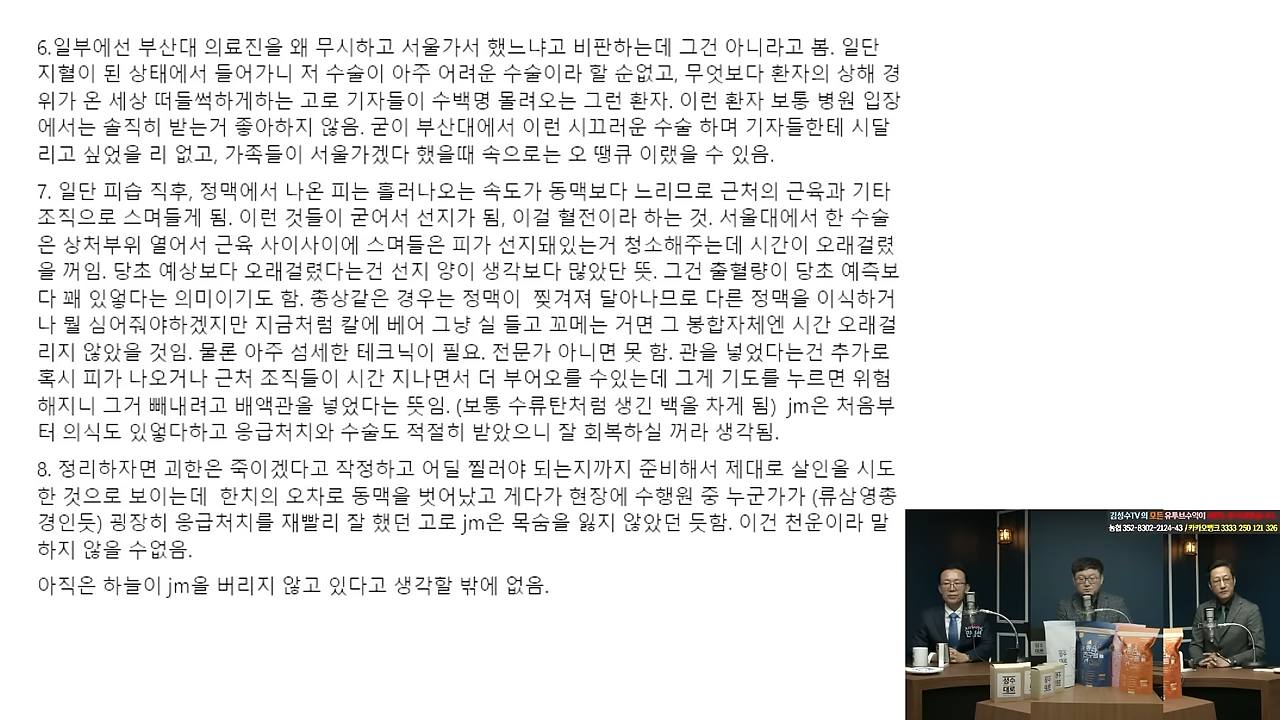 6.일부에선 부산대 의료진을 왜 무시하고 서울가서 했느냐고 비판하는데 그건 아니라고 봄. 일단
지혈이 된 상태에서 들어가니 저 수술이 아주 어려운 수술이라 할 순없고, 무엇보다 환자의 상해 경
위가 온 세상 떠들썩하게하는 고로 기자들이 수백명 몰려오는 그런 환자. 이런 환자 보통 병원 입장
에서는 솔직히 받는거 좋아하지 않음. 굳이 부산대에서 이런 시끄러운 수술 하며 기자들한테 시달
리고 싶었을 리 없고, 가족들이 서울가겠다 했을때 속으로는 오 땡큐 이랬을 수 있음.
7. 일단 피습 직후, 정맥에서 나온 피는 흘러나오는 속도가 동맥보다 느리므로 근처의 근육과 기타
조직으로 스며들게 됨. 이런 것들이 굳어서 선지가 됨, 이걸 혈전이라 하는 것. 서울대에서 한 수술
은 상처부위 열어서 근육 사이사이에 스며들은 피가 선지돼있는거 청소해주는데 시간이 오래걸렸
을 꺼임. 당초 예상보다 오래걸렸다는건 선지 양이 생각보다 많았단 뜻. 그건 출혈량이 당초 예측보
다 꽤 있엏다는 의미이기도 함. 총상같은 경우는 정맥이 찢겨져 달아나므로 다른 정맥을 이식하거
나 뭘 심어줘야하겠지만 지금처럼 칼에 베어 그냥 실 들고 꼬메는 거면 그 봉합자체엔 시간 오래걸
리지 않았을 것임. 물론 아주 섬세한 테크닉이 필요. 전문가 아니면 못 함. 관을 넣었다는건 추가로
혹시 피가 나오거나 근처 조직들이 시간 지나면서 더 부어오를 수있는데 그게 기도를 누르면 위험
해지니 그거 빼내려고 배액관을 넣었다는 뜻임. (보통 수류탄처럼 생긴 백을 차게 됨) jm은 처음부
터 의식도 있엏다하고 응급처치와 수술도 적절히 받았으니 잘 회복하실 꺼라 생각됨.
8. 정리하자면 괴한은 죽이겠다고 작정하고 어딜 찔러야 되는지까지 준비해서 제대로 살인을 시도
한 것으로 보이는데 한치의 오차로 동맥을 벗어났고 게다가 현장에 수행원 중 누군가가 (류삼영총
경인듯) 굉장히 응급처치를 재빨리 잘 했던 고로 jm은 목숨을 잃지 않았던 듯함. 이건 천운이라 말
하지 않을 수없음.
아직은 하늘이 jm을 버리지 않고 있다고 생각할 밖에 없음.
김성수TV의 모든 유투브수익이
농협 352-8302-2124-43 / 카카오뱅크 3333 250 121 326
성수
대로